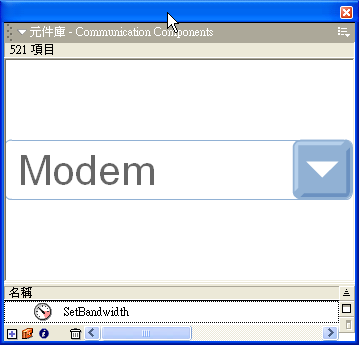 元件庫 - Communication Components
521 項目
Modem
名稱
SetBandwidth